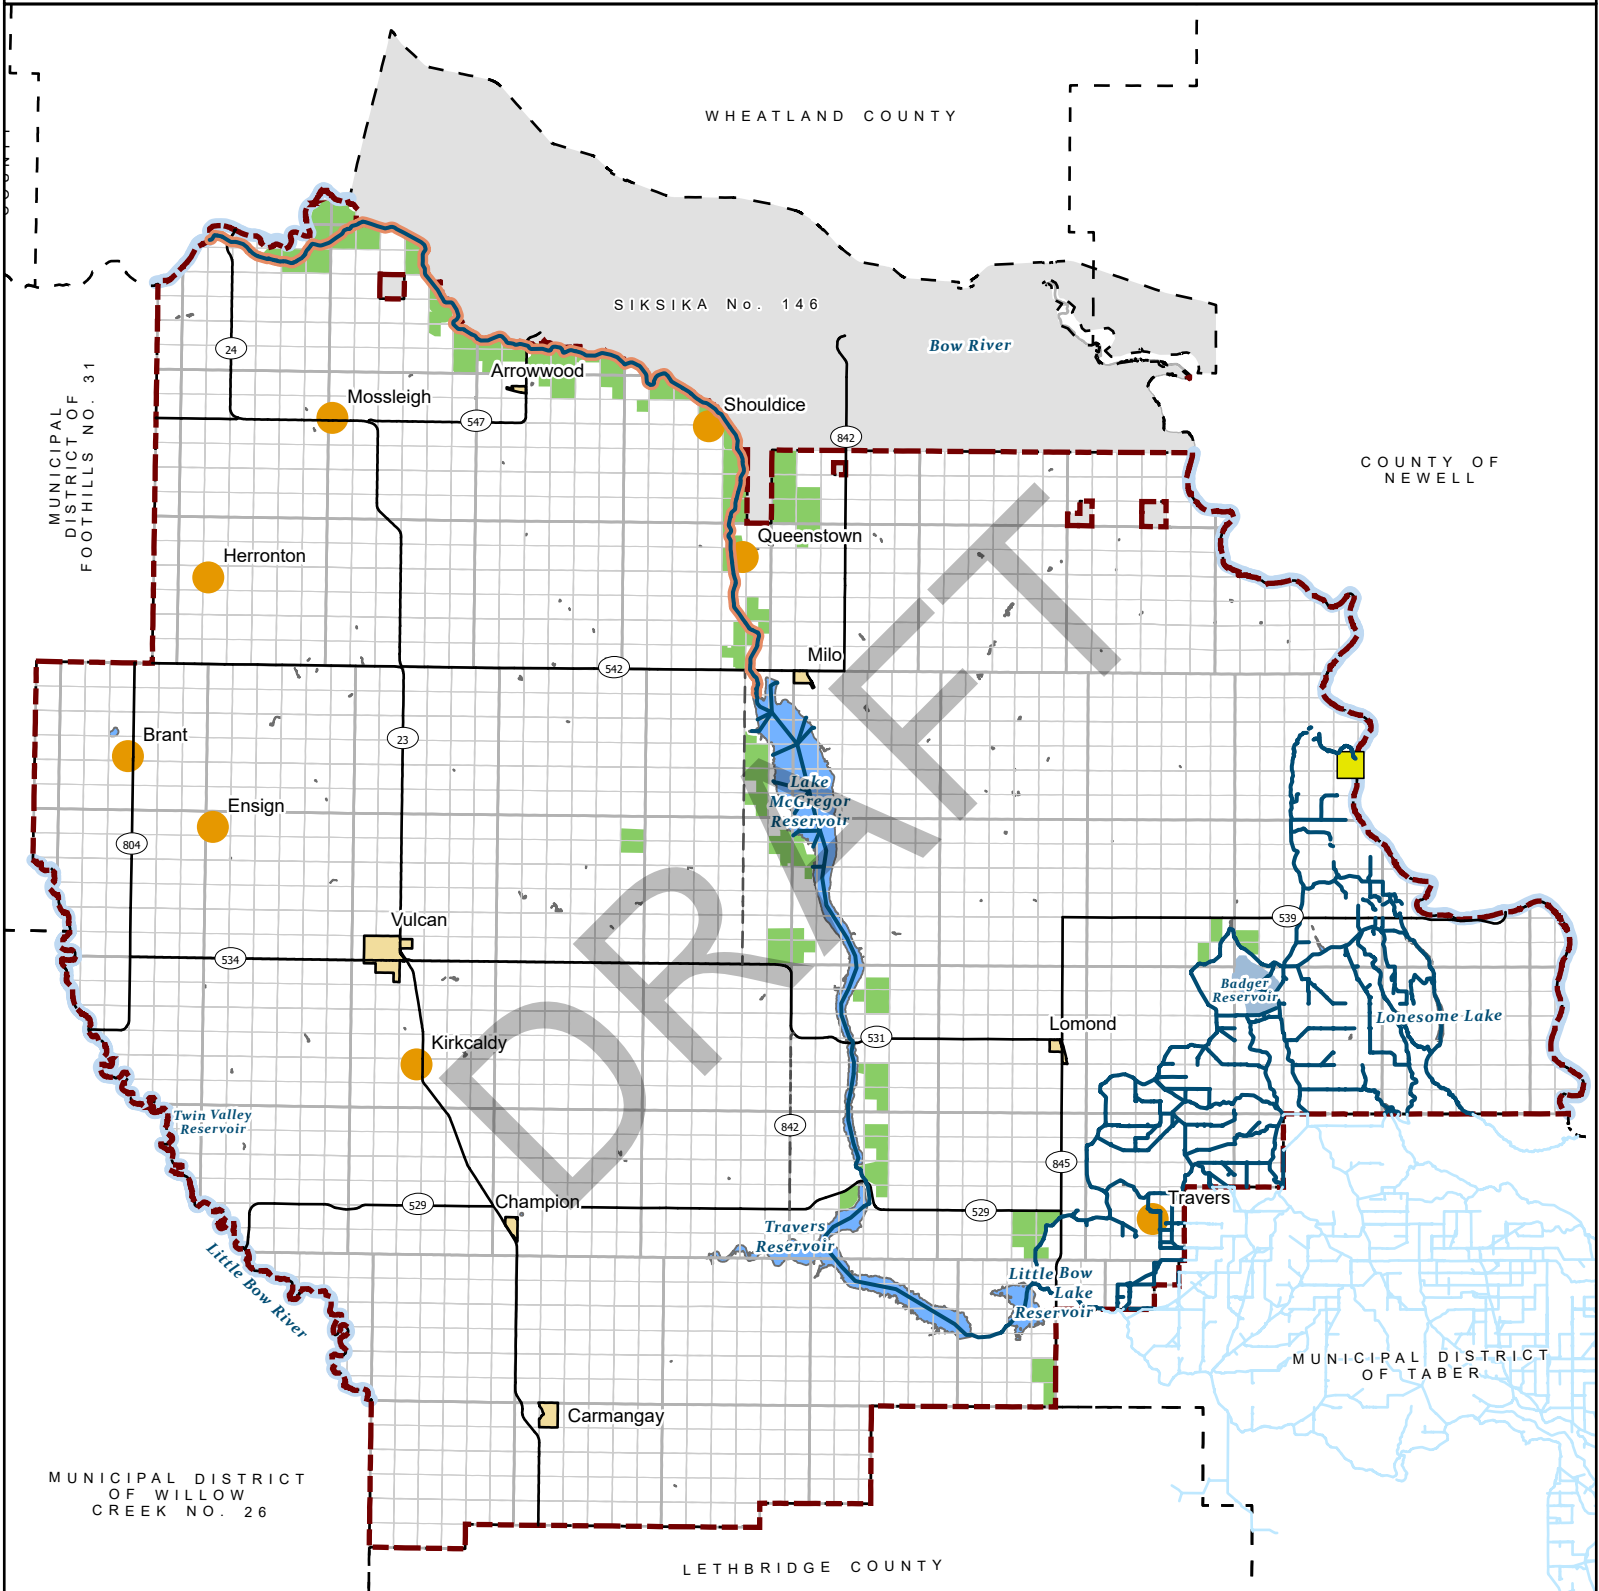 WHEATLAND COUNTY
COUNTY
SIKSIKA No. 146
Bow River
24
Arrowwood
Mossleigh
547
Shouldice
842
MUNICIPAL
DISTRICT OF
FOOTHILLS NO. 31
COUNTY OF
NEWELL
Queenstown
Herronton
Milo
542
Brant
23
Lake
McGregor
Reservoir
Ensign
804
DRAFT
Vulcan
539
534
Badger
Reservoir
Lonesome Lake
Lomond
531
Kirkcaldy
Twin Valley
Reservoir
842
845
Travers
Champion
529
529
Travers
Reservoir
Little Bow River
Little Bow
Lake
Reservoir
MUNICIPAL DISTRICT
OF TABER
Carmangay
MUNICIPAL DISTRICT
OF WILLOW
CREEK NO. 26
LETHBRIDGE COUNTY